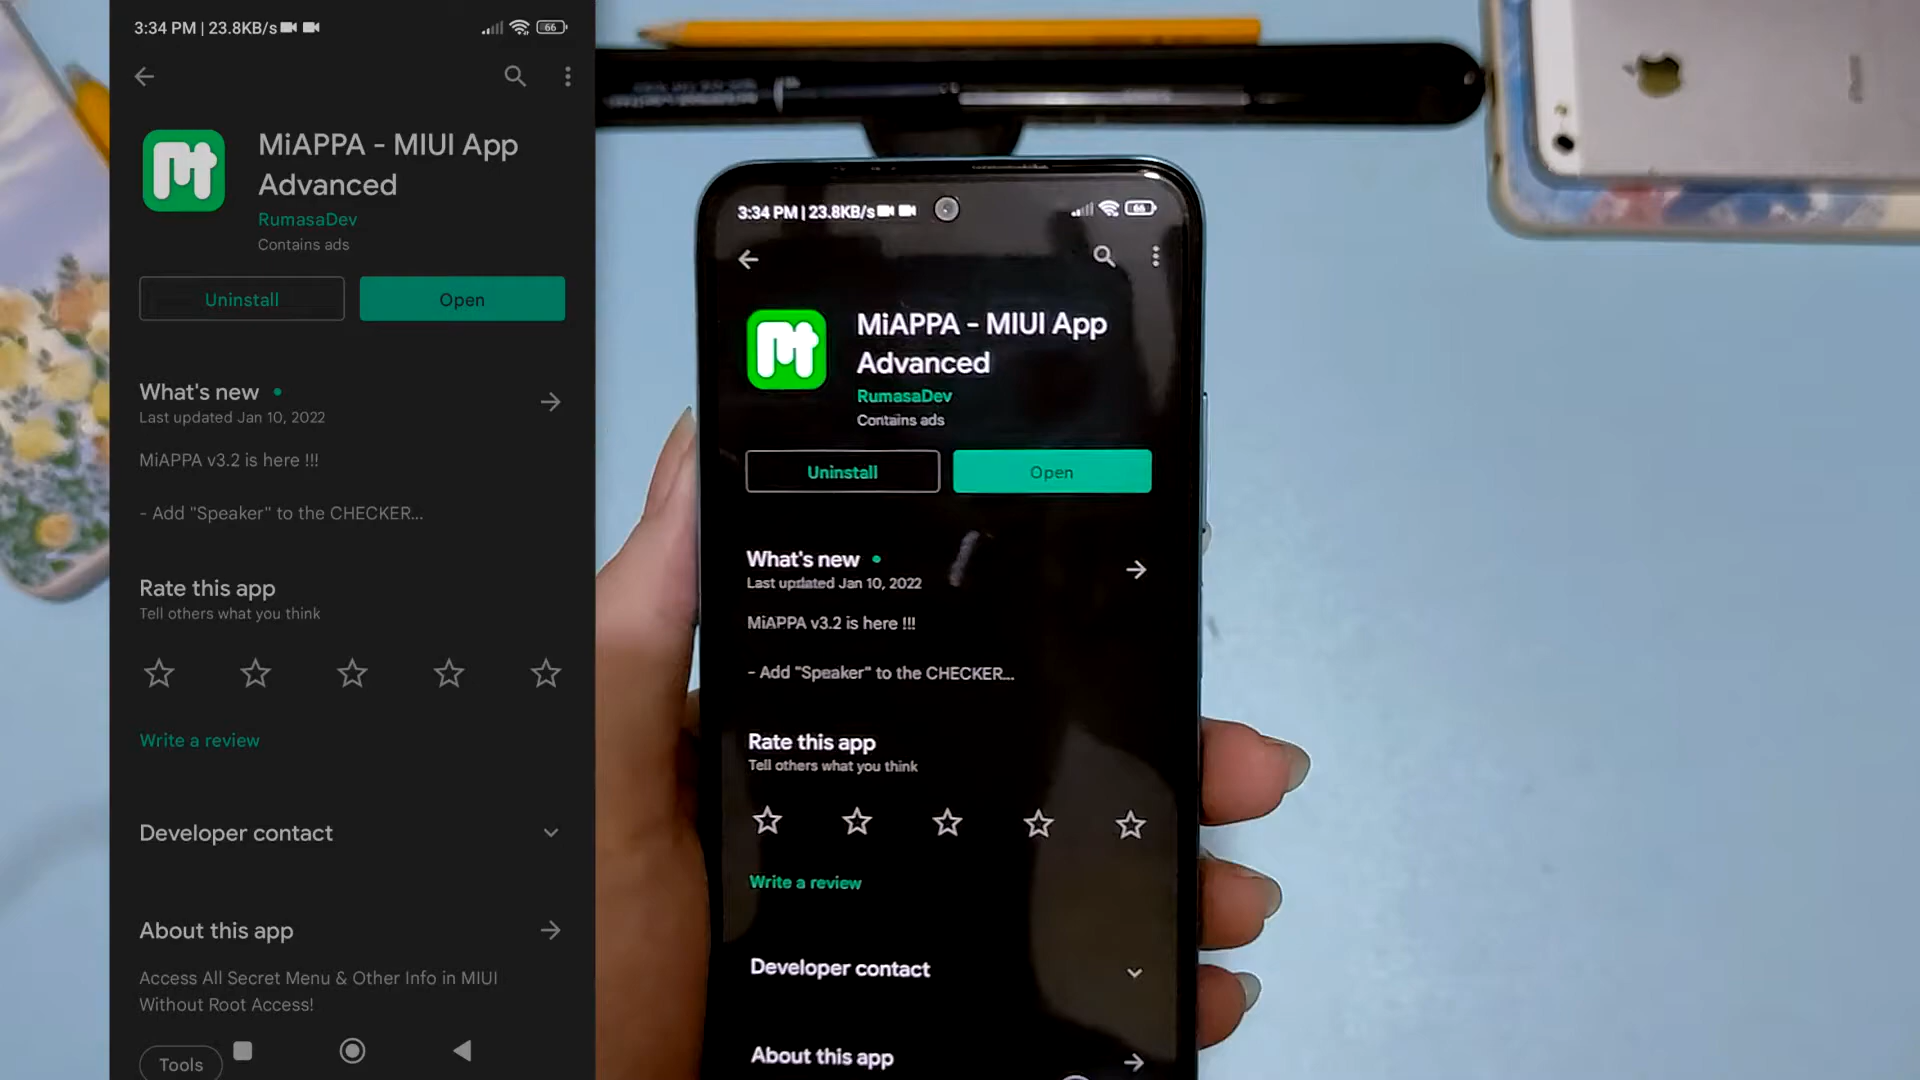 3:34 PM | 23.8KB/s
66
MiAPPA - MIUI App
Advanced
RumasaDev
Contains ads
Uninstall
Open
What's new
Last updated Jan 10, 2022
MiAPPA v3.2 is here !!!
- Add "Speaker" to the CHECKER...
Rate this app
Tell others what you think
Write a review
Developer contact
About this app
Access All Secret Menu & Other Info in MIUI
Without Root Access!
Tools
3:34 PM | 23.8KB/s
66
MiAPPA - MIUI App
Advanced
RumasaDev
Contains ads
Uninstall
Open
What's new
Last updated Jan 10, 2022
MiAPPA v3.2 is here !!!
- Add "Speaker" to the CHECKER...
Rate this app
Tell others what you think
Write a review
Developer contact
About this app